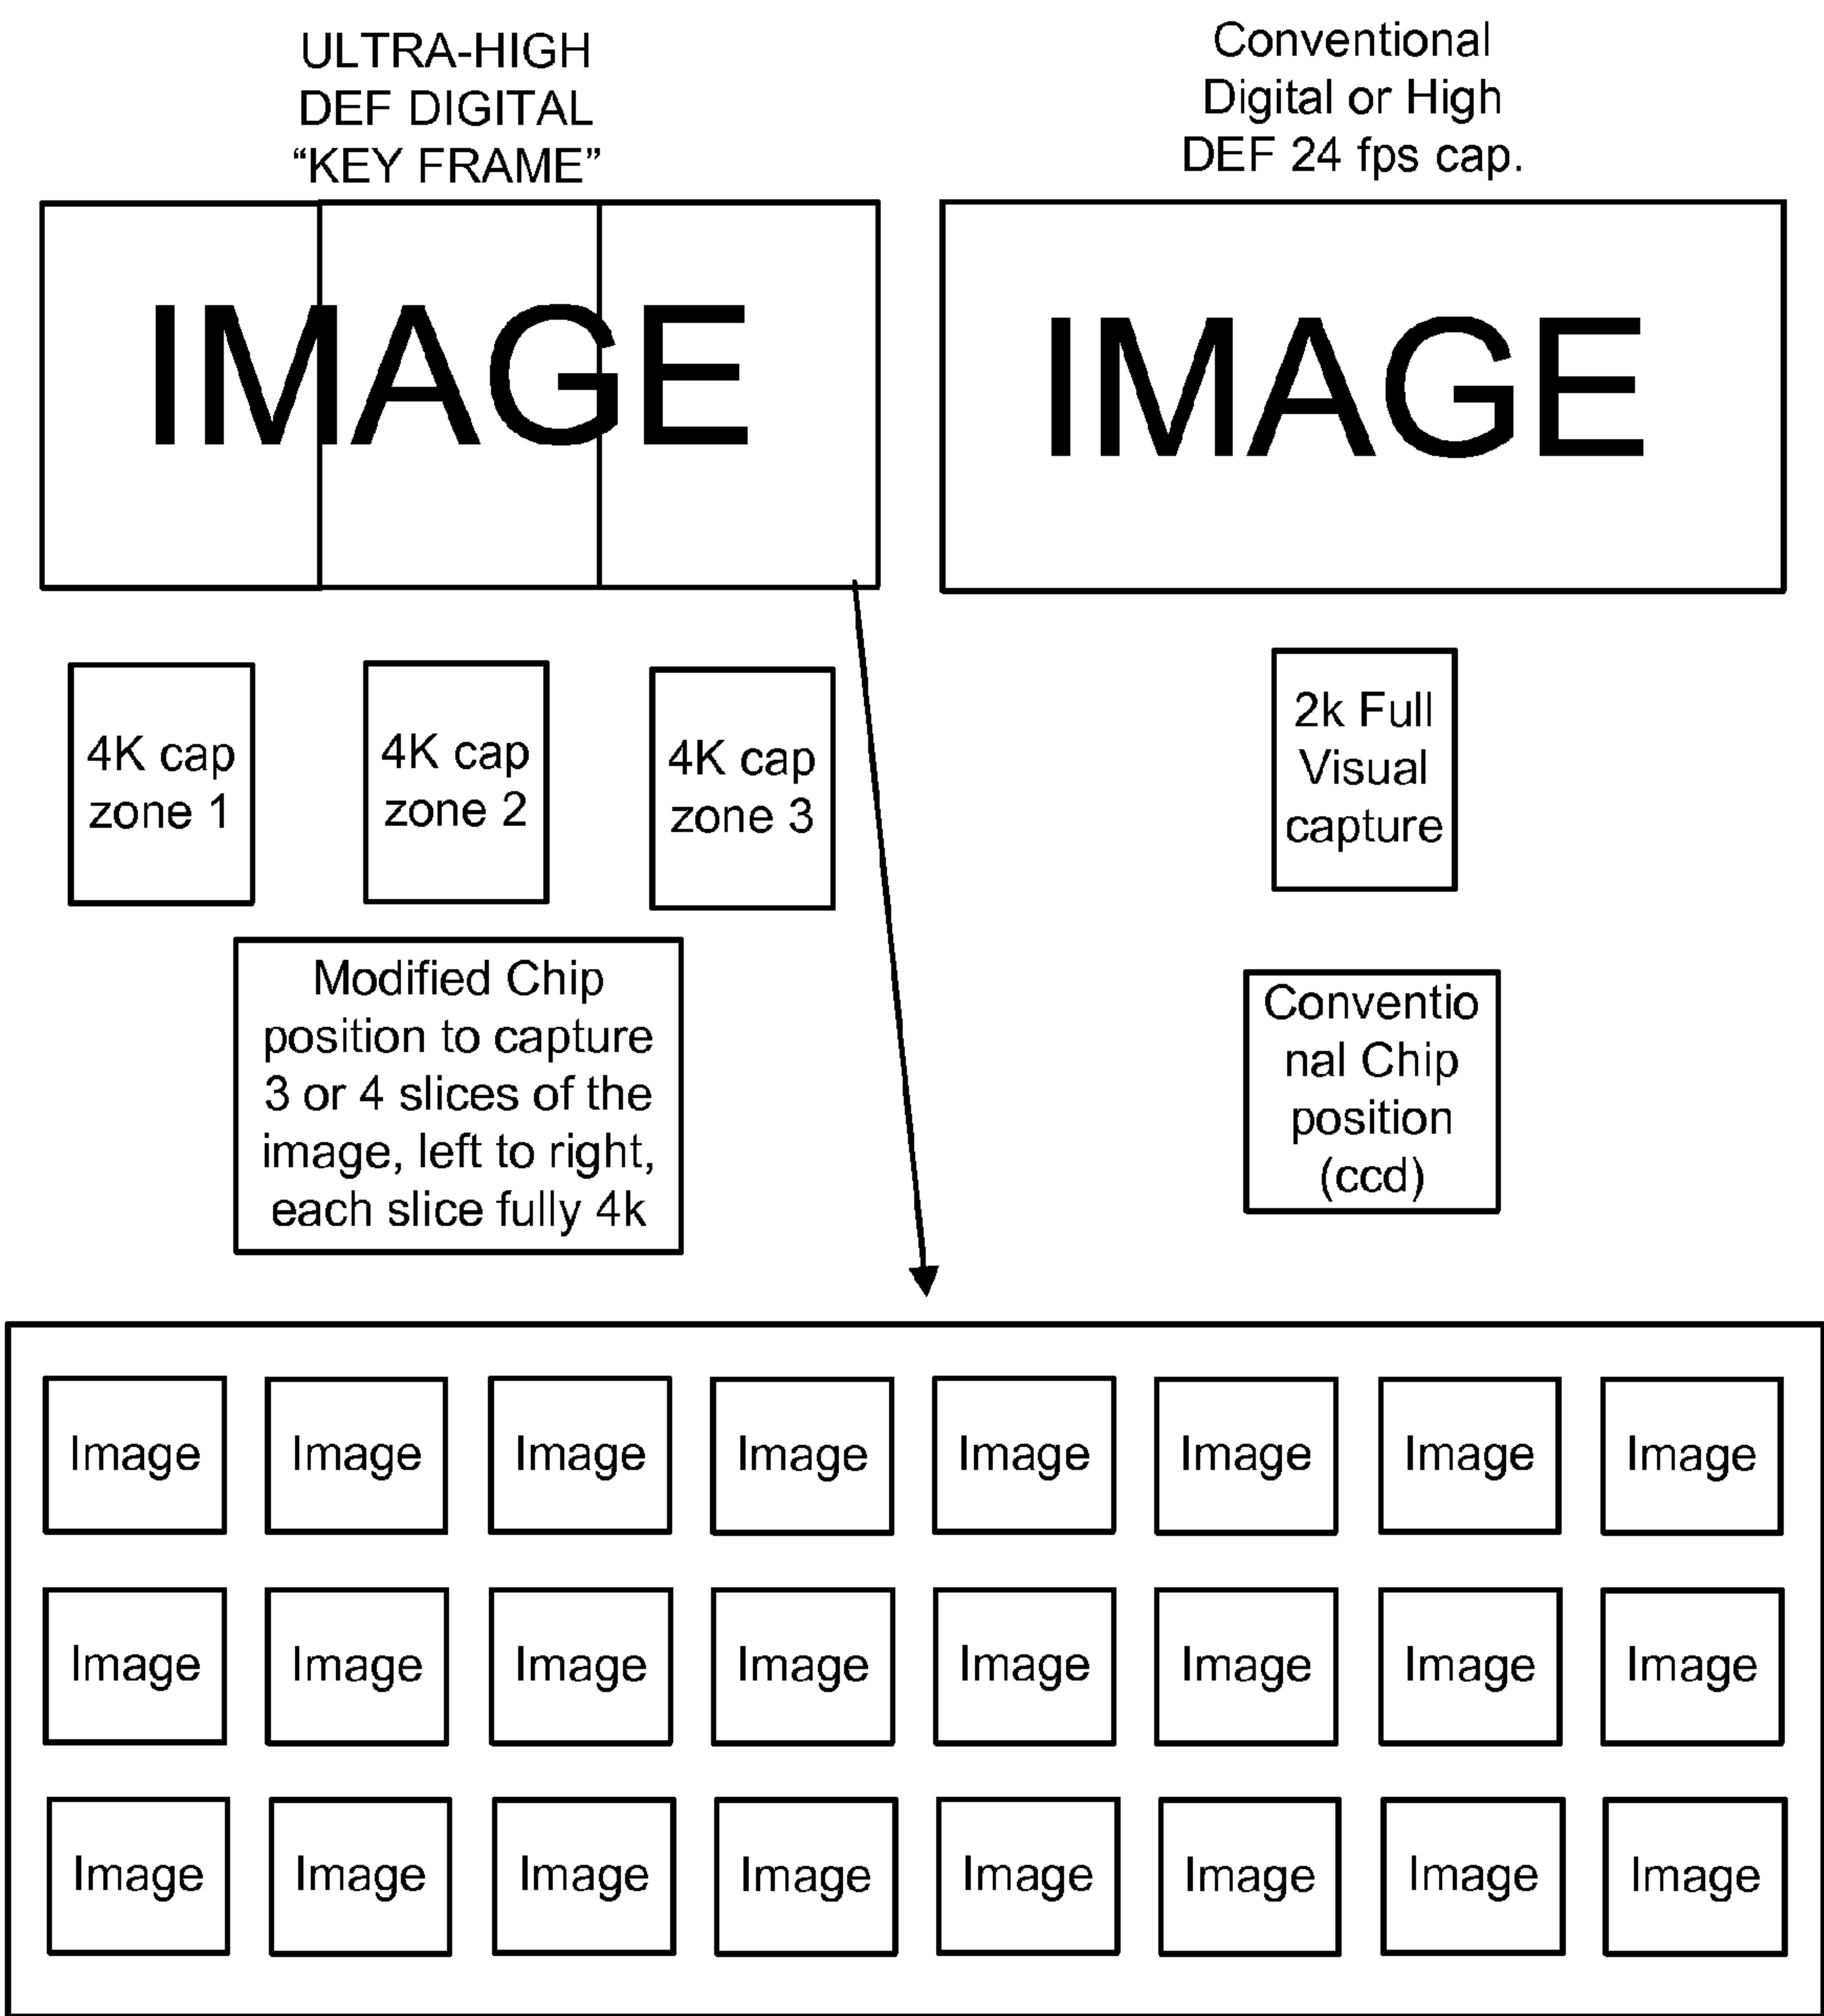 ULTRA-HIGH
DEF DIGITAL
“KEY FRAME”
Conventional
Digital or High
DEF 24 fps cap.
IMAGE
IMAGE
4K cap
zone 1
4K cap
zone 2
4K cap
zone 3
2k Full
Visual
capture
Modified Chip
position to capture
3 or 4 slices of the
image, left to right,
each slice fully 4k
Conventio
nal Chip
position
(ccd)
Image Image Image Image Image Image Image Image
Image Image Image Image Image Image Image Image
Image Image Image Image Image Image Image Image